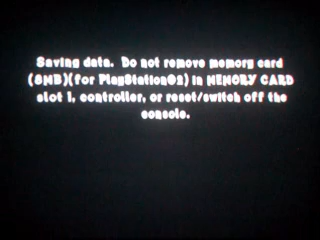 Saving data. Do not remove memory card
(8MB)(for PlayStation®2) in MEMORY CARD
slot 1, controller, or reset/switch off the
console.